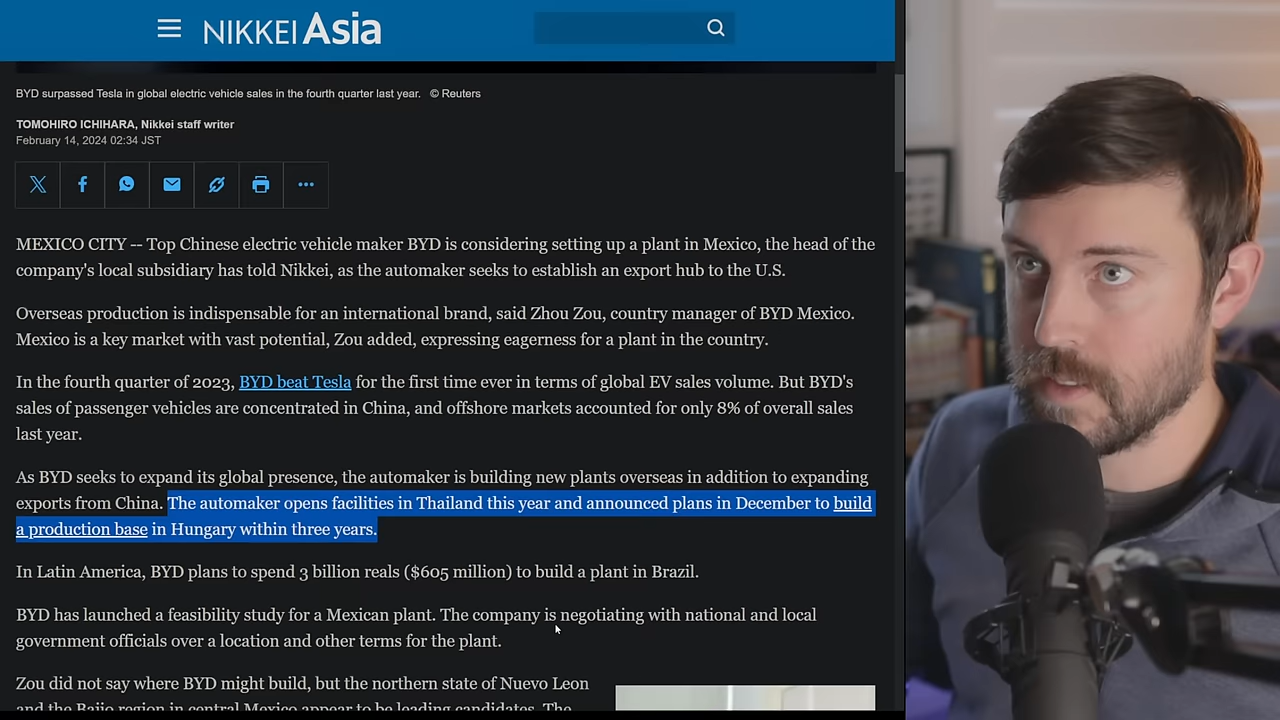 NIKKEI Asia
BYD surpassed Tesla in global electric vehicle sales in the fourth quarter last year. © Reuters
TOMOHIRO ICHIHARA, Nikkei staff writer
February 14, 2024 02:34 JST
MEXICO CITY -- Top Chinese electric vehicle maker BYD is considering setting up a plant in Mexico, the head of the
company's local subsidiary has told Nikkei, as the automaker seeks to establish an export hub to the U.S.
Overseas production is indispensable for an international brand, said Zhou Zou, country manager of BYD Mexico.
Mexico is a key market with vast potential, Zou added, expressing eagerness for a plant in the country.
In the fourth quarter of 2023, BYD beat Tesla for the first time ever in terms of global EV sales volume. But BYD's
sales of passenger vehicles are concentrated in China, and offshore markets accounted for only 8% of overall sales
last year.
As BYD seeks to expand its global presence, the automaker is building new plants overseas in addition to expanding
exports from China. The automaker opens facilities in Thailand this year and announced plans in December to build
a production base in Hungary within three years.
In Latin America, BYD plans to spend 3 billion reals ($605 million) to build a plant in Brazil.
BYD has launched a feasibility study for a Mexican plant. The company is negotiating with national and local
government officials over a location and other terms for the plant.
Zou did not say where BYD might build, but the northern state of Nuevo Leon
and the Bajio region in central Mexico appear to be leading candidates. The